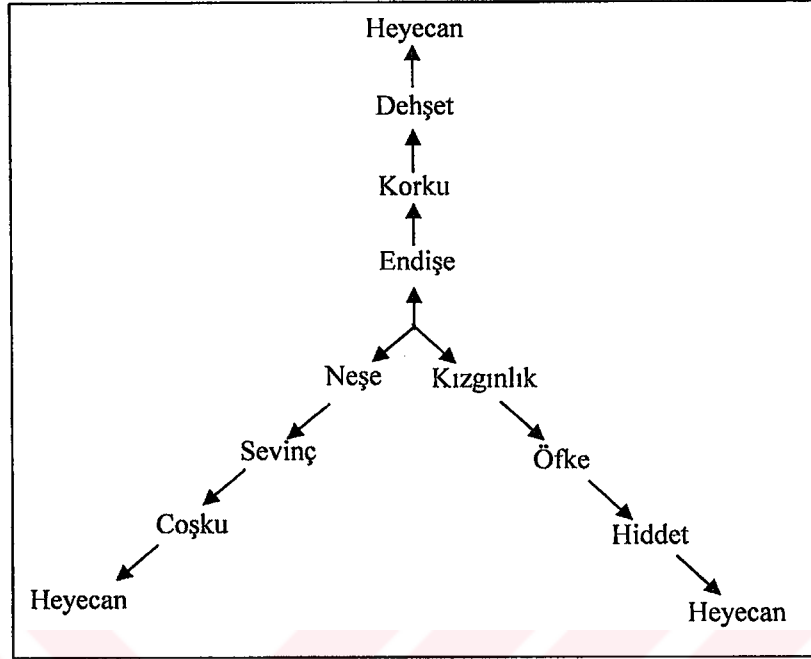 Heyecan
Dehşet
Korku
Endişe
Neşe Kızgınlık
Sevinç Öfke
Coşku Hiddet
Heyecan Heyecan